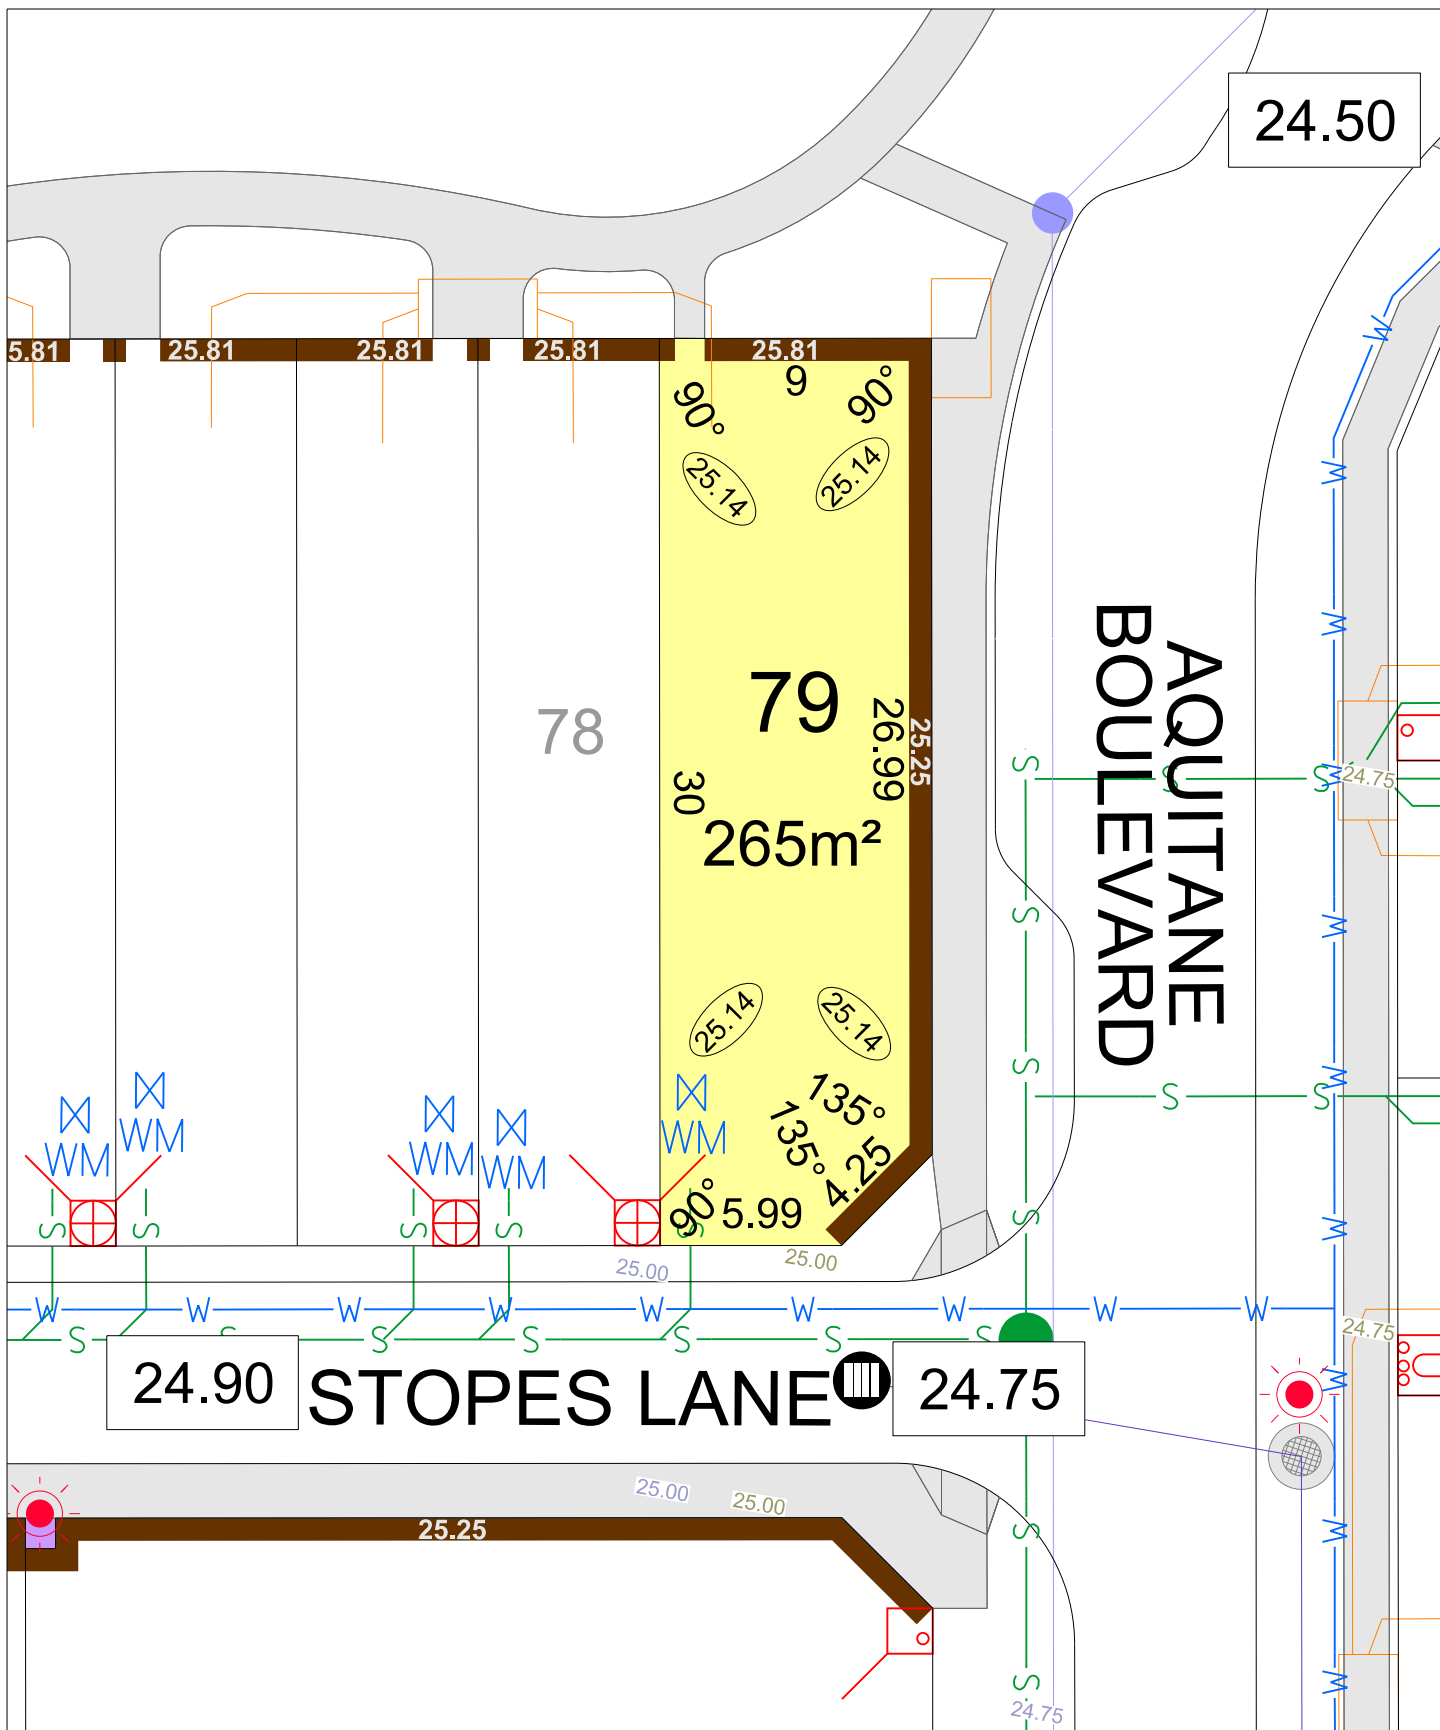 24.50
5.81
25.81
25.81
25.81
25.81
9
90°
90°
25.14
25.14
79
78
26.99
25.25
30
265m²
AQUITANE
BOULEVARD
S
S
S
24.75
W
W
W
W
W
W
W
W
W
W
W
S
S
S
S
S
S
S
S
25.14
25.14
135°
135°
4.25
90°
5.99
WM
WM
WM
WM
WM
S
S
S
S
S
25.00
25.00
W
W
W
W
W
W
W
W
W
S
S
S
S
S
S
S
24.75
24.90
STOPES LANE
24.75
25.00
25.00
25.25
24.75